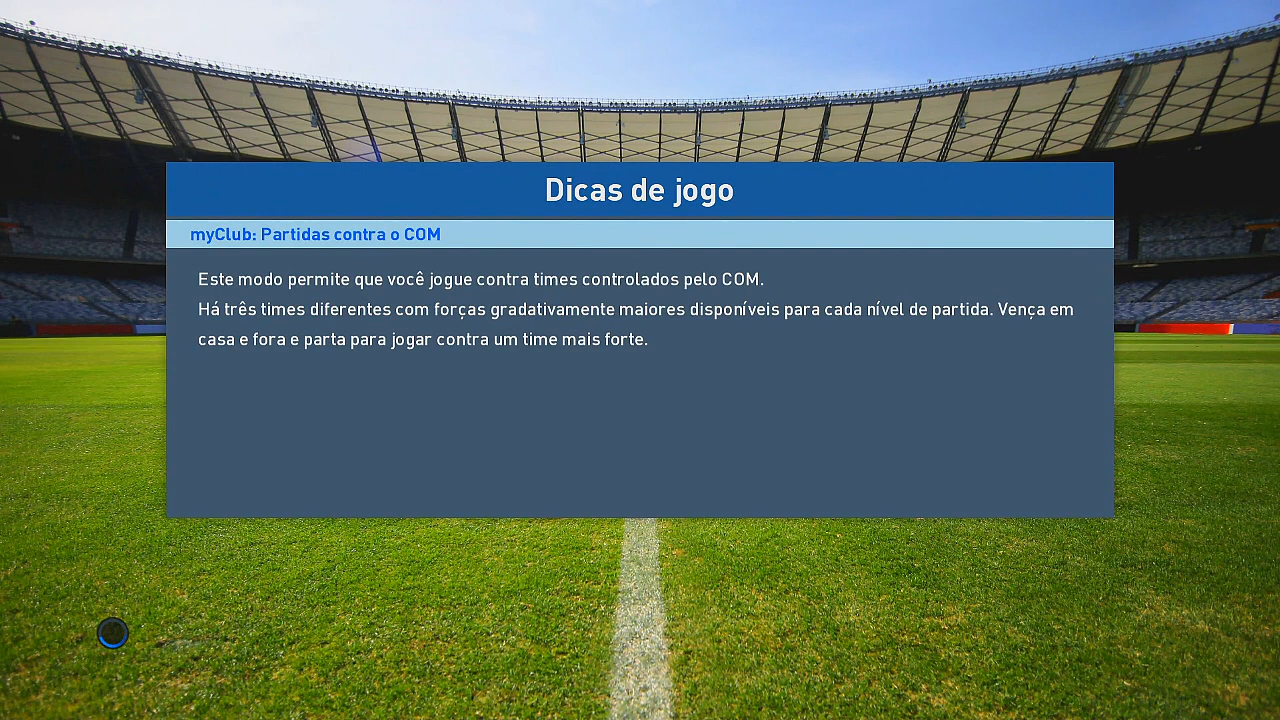 Dicas de jogo
myClub: Partidas contra o COM
Este modo permite que você jogue contra times controlados pelo COM.
Há três times diferentes com forças gradativamente maiores disponíveis para cada nível de partida. Vença em
casa e fora e parta para jogar contra um time mais forte.